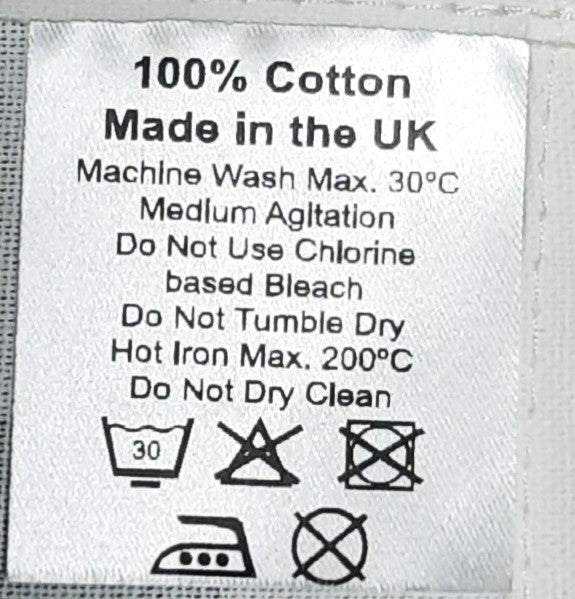 100% Cotton
Made in the UK
Machine Wash Max. 30°C
Medium Agitation
Do Not Use Chlorine
based Bleach
Do Not Tumble Dry
Hot Iron Max. 200°C
Do Not Dry Clean
30